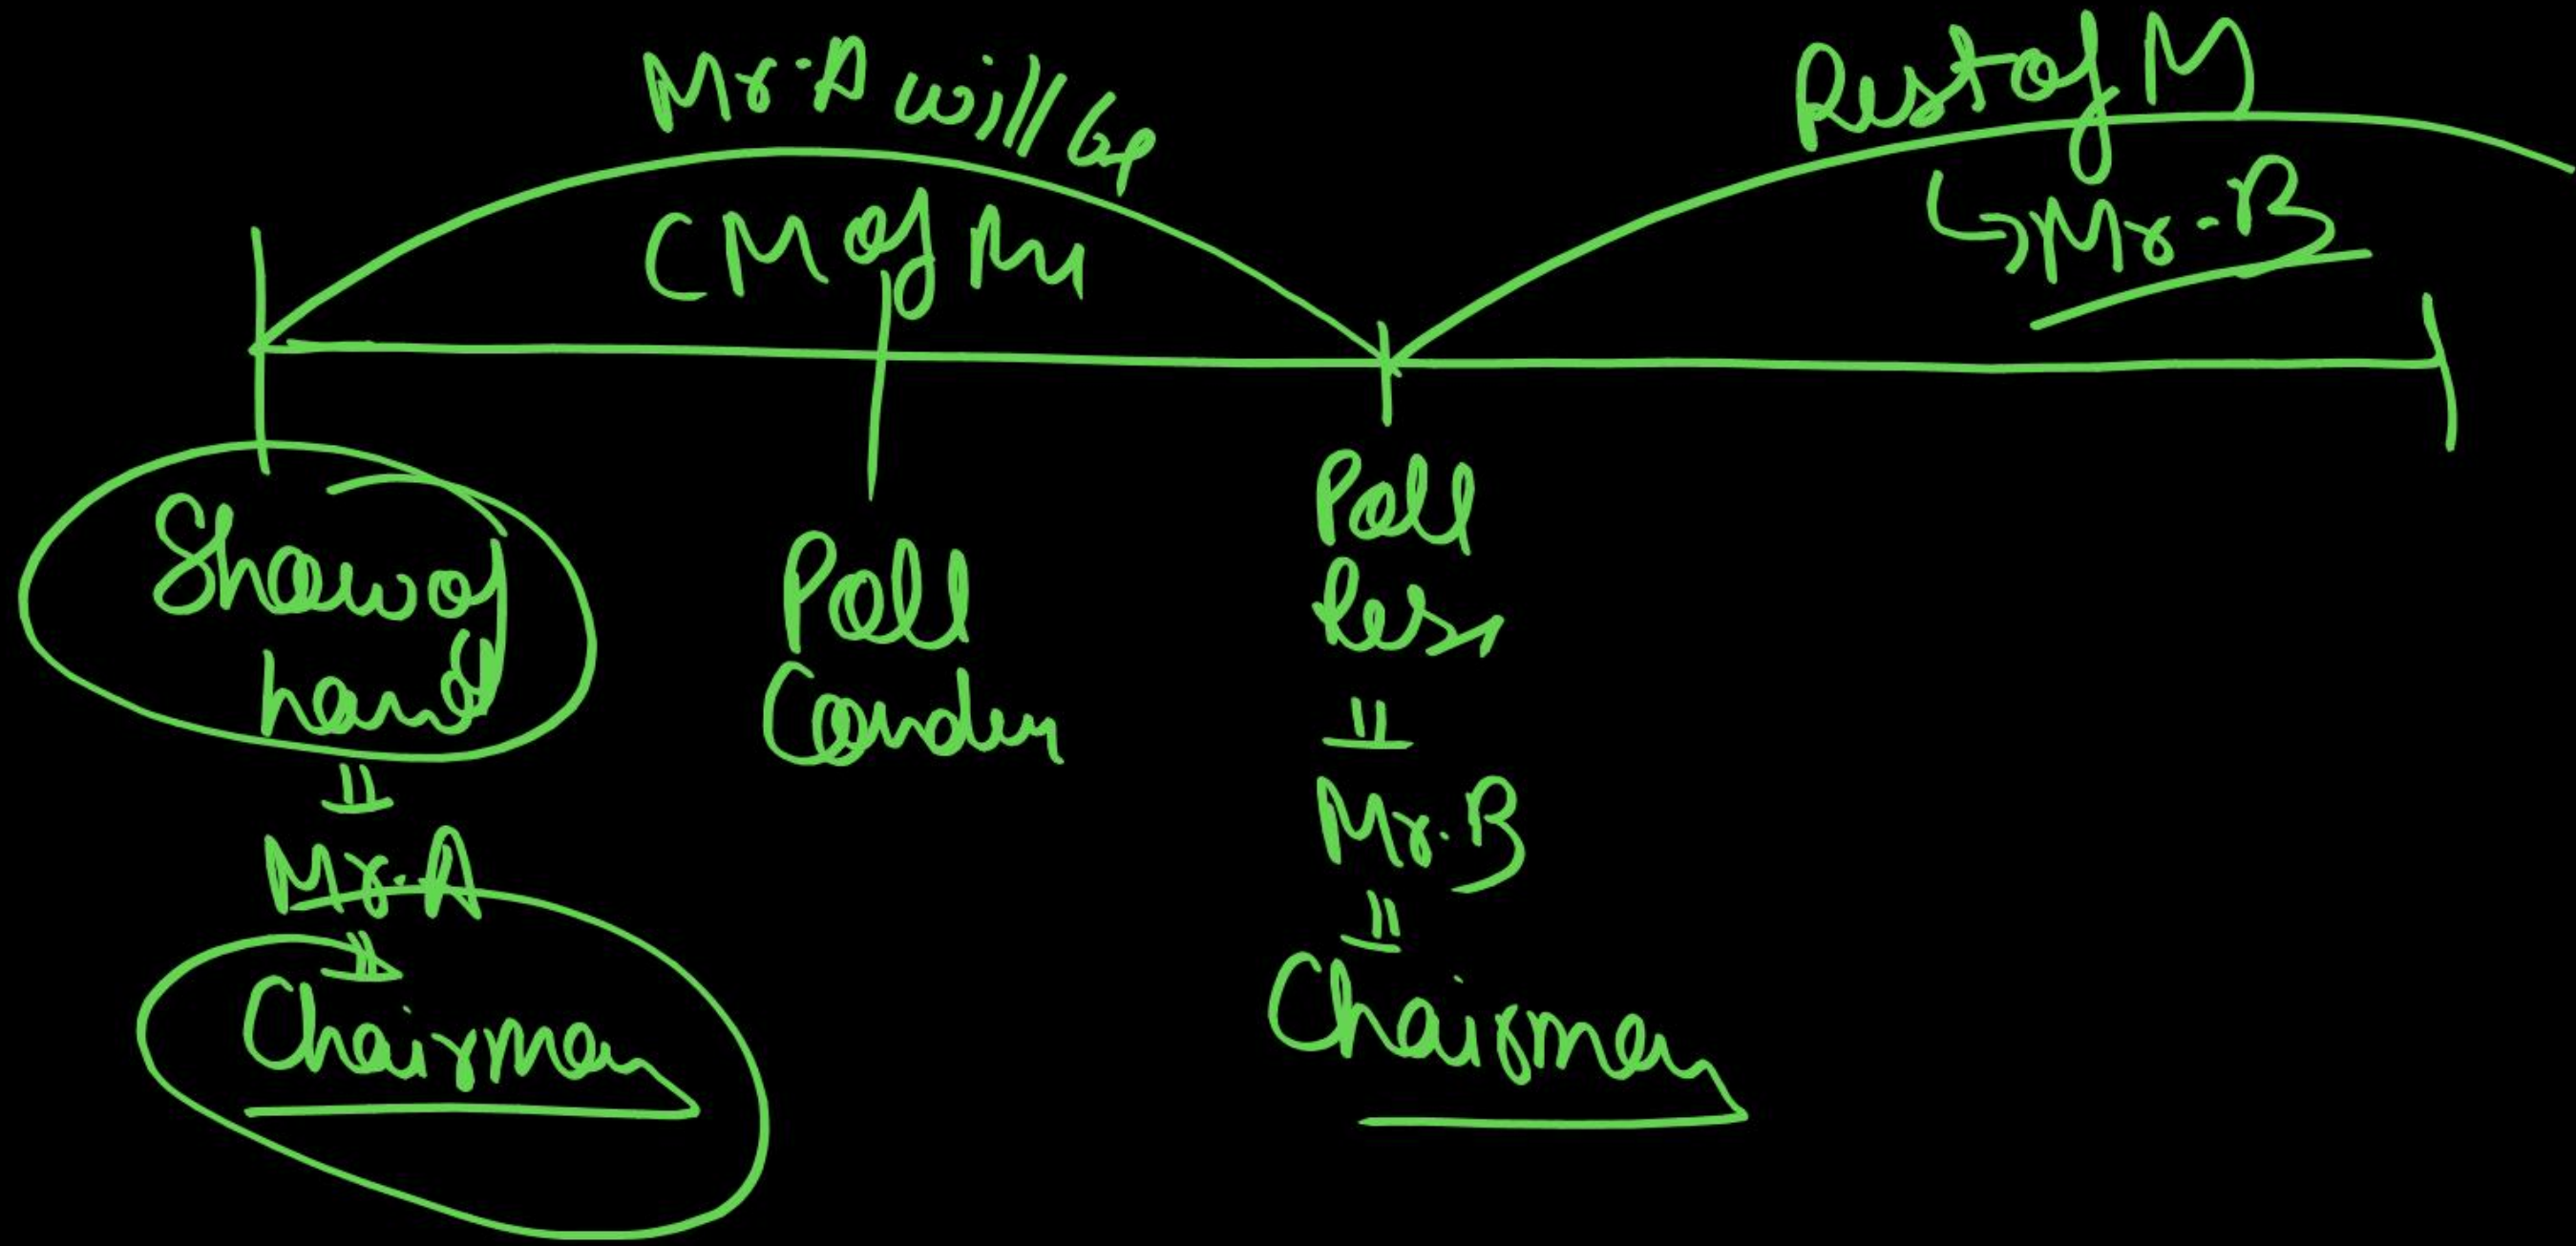 Mr. A will be
CM of M
Rest of M
↳ Mr. B
Show of
hand
Mr. A
Chairman
Poll
Poll
Mr. B
Chairman